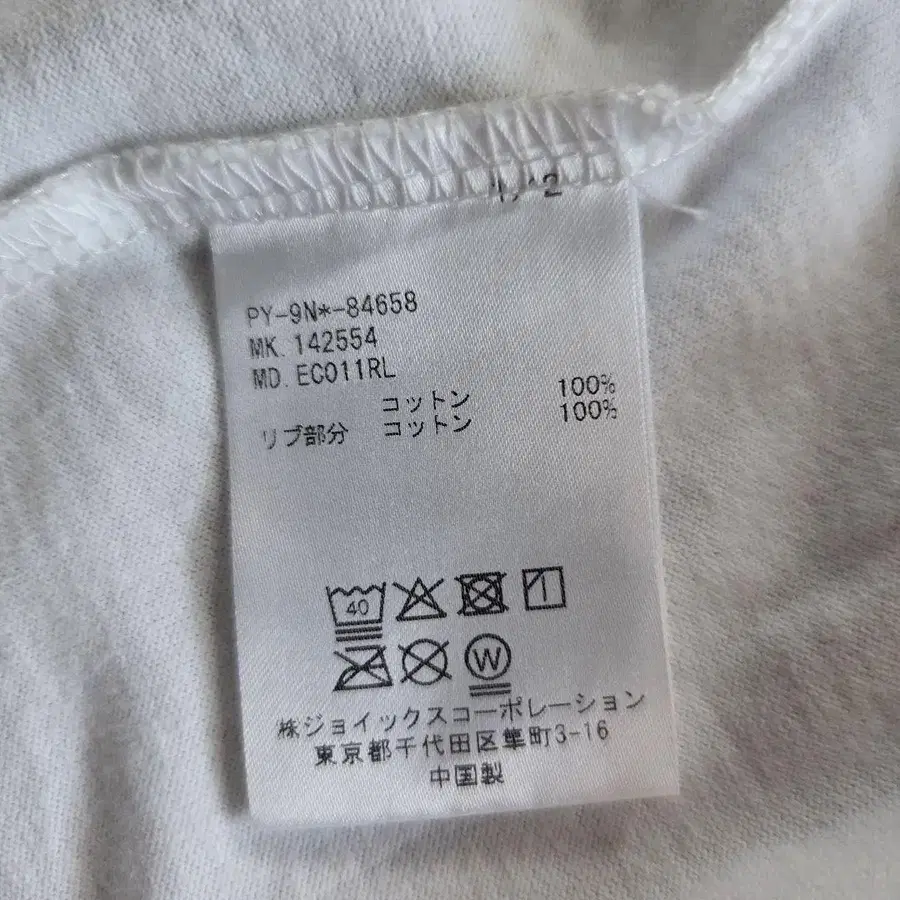 PY-9N*-84658
MK. 142554
MD. EC011RL
コットン 100%
リブ部分 コットン 100%
40
W
㈱ジョイックスコーポレーション
東京都千代田区隼町3-16
中国製